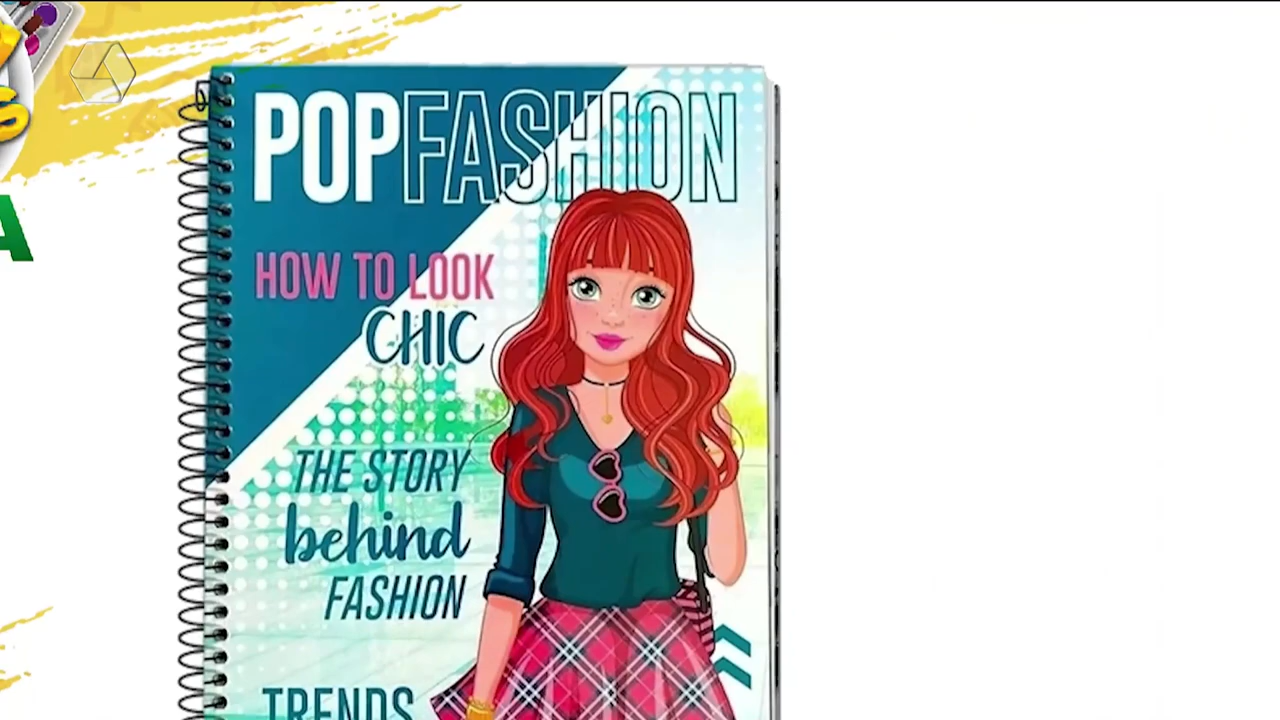 POPFASHION
HOW TO LOOK
CHIC
THE STORY
behind
FASHION
TRENDS
S
A